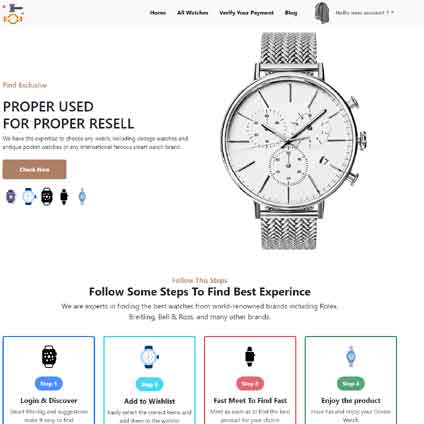 Home All Watches Verify Your Payment Blog Hello new account !
Find Exclusive
PROPER USED
FOR PROPER RESELL
We have the expertise to checks any watch, including vintage watches and
antique pocket watches or any international famous smart watch brand.
Check Now
Follow This Steps
Follow Some Steps To Find Best Experince
We are experts in finding the best watches from world-renowned brands including Rolex,
Breitling, Bell & Ross, and many other brands.
Step 1
Login & Discover
Smart filtering and suggestions
make it easy to find
Step 2
Add to Wishlist
Easily select the correct items and
add them to the wishlist
Step 3
Fast Meet To Find Fast
Meet as soon as to find the best
product for your choice
Step 4
Enjoy the product
Have fun and enjoy your
Watch